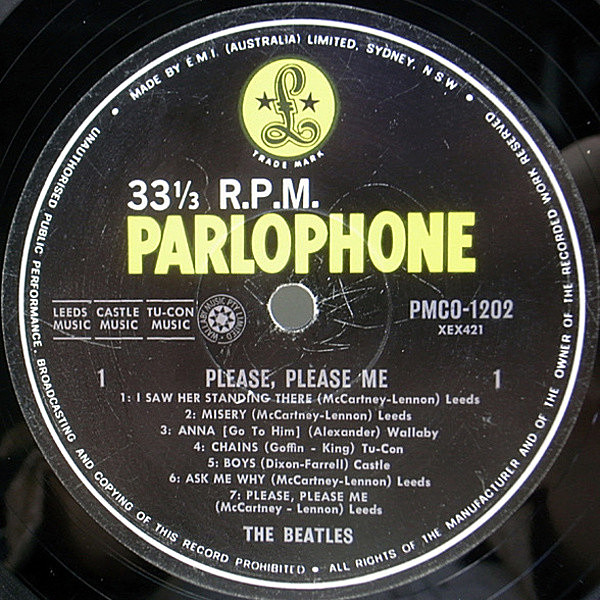 MADE BY E.M.I. (AUSTRALIA) LIMITED, SYDNEY, N S W •
UNAUTHORISED PUBLIC PERFORMANCE, BROADCASTING AND COPYING OF THIS RECORD PROHIBITED • ALL RIGHTS OF THE MANUFACTURER AND OF THE OWNER OF THE RECORDED WORK RESERVED
£
TRADE MARK
33⅓ R.P.M.
PARLOPHONE
LEEDS CASTLE TU-CON
MUSIC MUSIC MUSIC
PMCO-1202
XEX421
1 PLEASE, PLEASE ME 1
1: I SAW HER STANDING THERE (McCartney-Lennon) Leeds
2: MISERY (McCartney-Lennon) Leeds
3: ANNA [Go To Him] (Alexander) Wallaby
4: CHAINS (Goffin - King) Tu-Con
5: BOYS (Dixon-Farrell) Castle
6: ASK ME WHY (McCartney-Lennon) Leeds
7: PLEASE, PLEASE ME
(McCartney - Lennon) Leeds
THE BEATLES